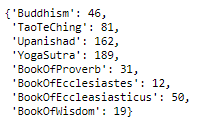 {'Buddhism': 46,
'TaoTeChing': 81,
'Upanishad': 162,
'YogaSutra': 189,
'BookOfProverb': 31,
'BookOfEcclesiastes': 12,
'BookOfEccleasiasticus': 50,
'BookOfWisdom': 19}